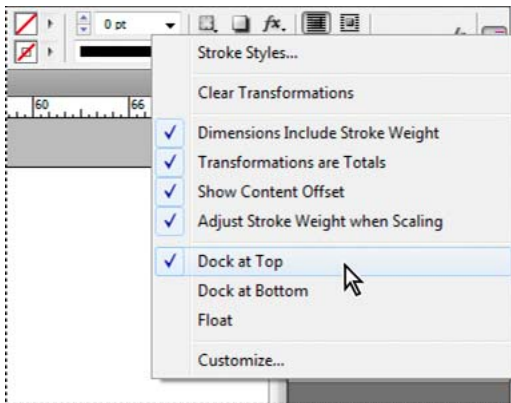 0 pt
fx.
Stroke Styles...
60
66
Clear Transformations
Dimensions Include Stroke Weight
Transformations are Totals
Show Content Offset
Adjust Stroke Weight when Scaling
Dock at Top
Dock at Bottom
Float
Customize...